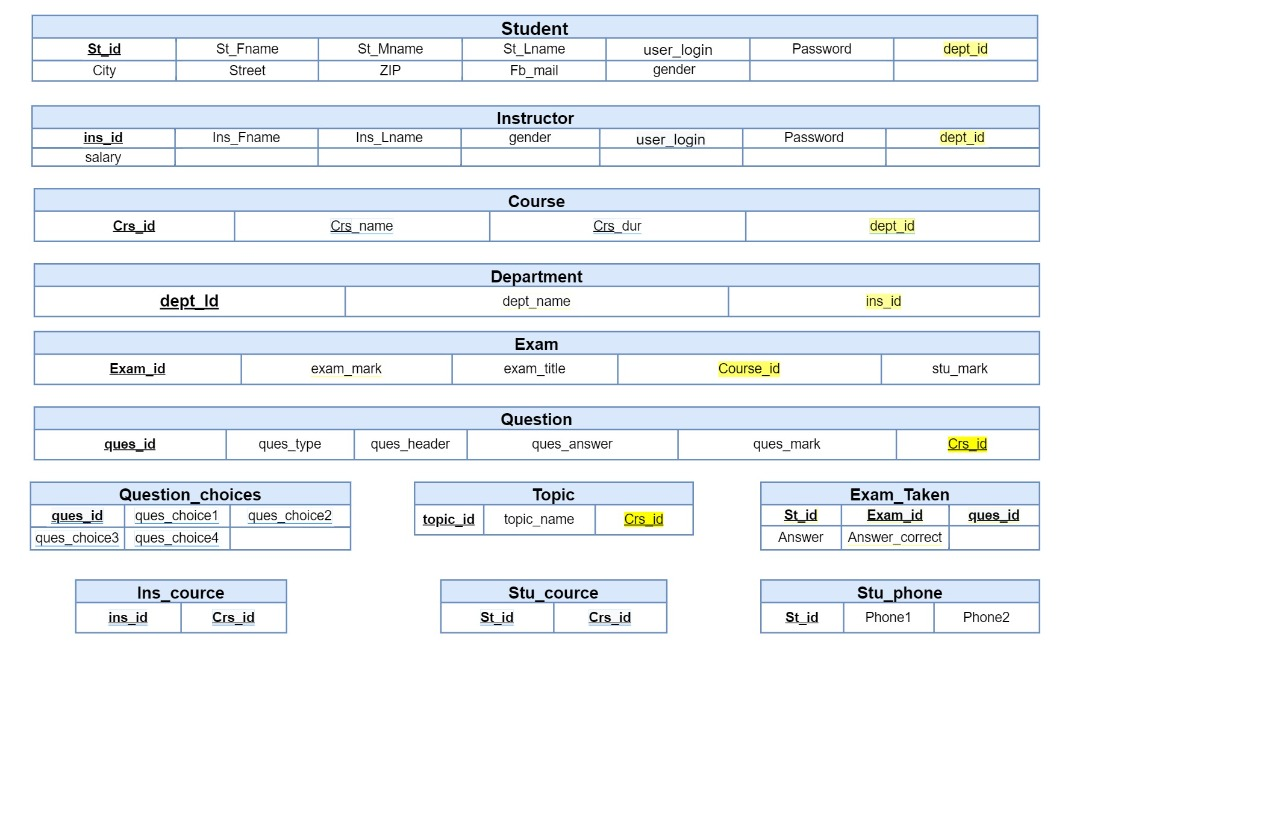 Student
St_id St_Fname St_Mname St_Lname user_login Password dept_id
City Street ZIP Fb_mail gender
Instructor
ins_id Ins_Fname Ins_Lname gender user_login Password dept_id
salary
Course
Crs_id Crs_name Crs_dur dept_id
Department
dept_Id dept_name ins_id
Exam
Exam_id exam_mark exam_title Course_id stu_mark
Question
ques_id ques_type ques_header ques_answer ques_mark Crs_id
Question_choices
ques_id ques_choice1 ques_choice2
ques_choice3 ques_choice4
Topic
topic_id topic_name Crs_id
Exam_Taken
St_id Exam_id ques_id
Answer Answer_correct
Ins_cource
ins_id Crs_id
Stu_cource
St_id Crs_id
Stu_phone
St_id Phone1 Phone2